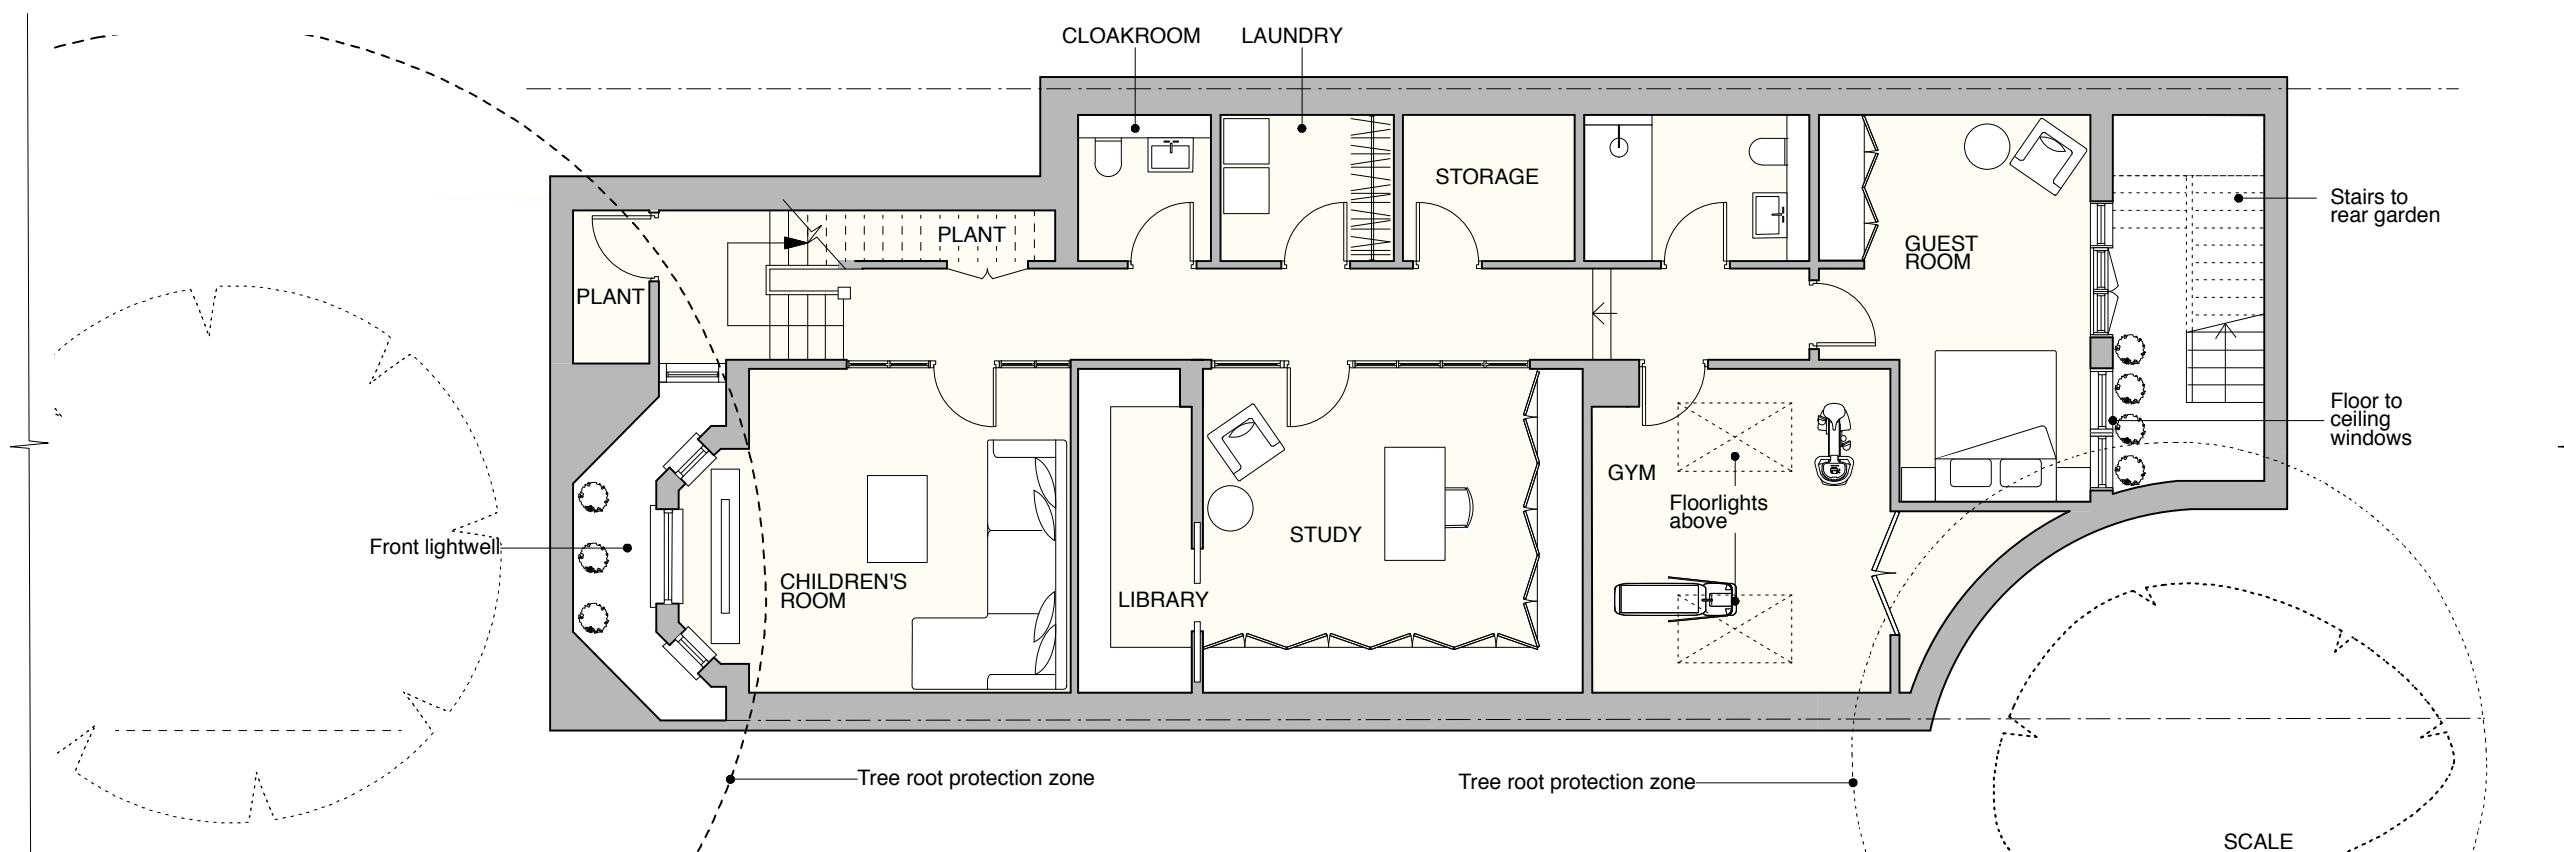 CLOAKROOM
LAUNDRY
STORAGE
PLANT
PLANT
GUEST
ROOM
Stairs to
rear garden
Floor to
ceiling
windows
GYM
Floorlights
above
STUDY
Front lightwell
CHILDREN'S
ROOM
LIBRARY
Tree root protection zone
Tree root protection zone
SCALE